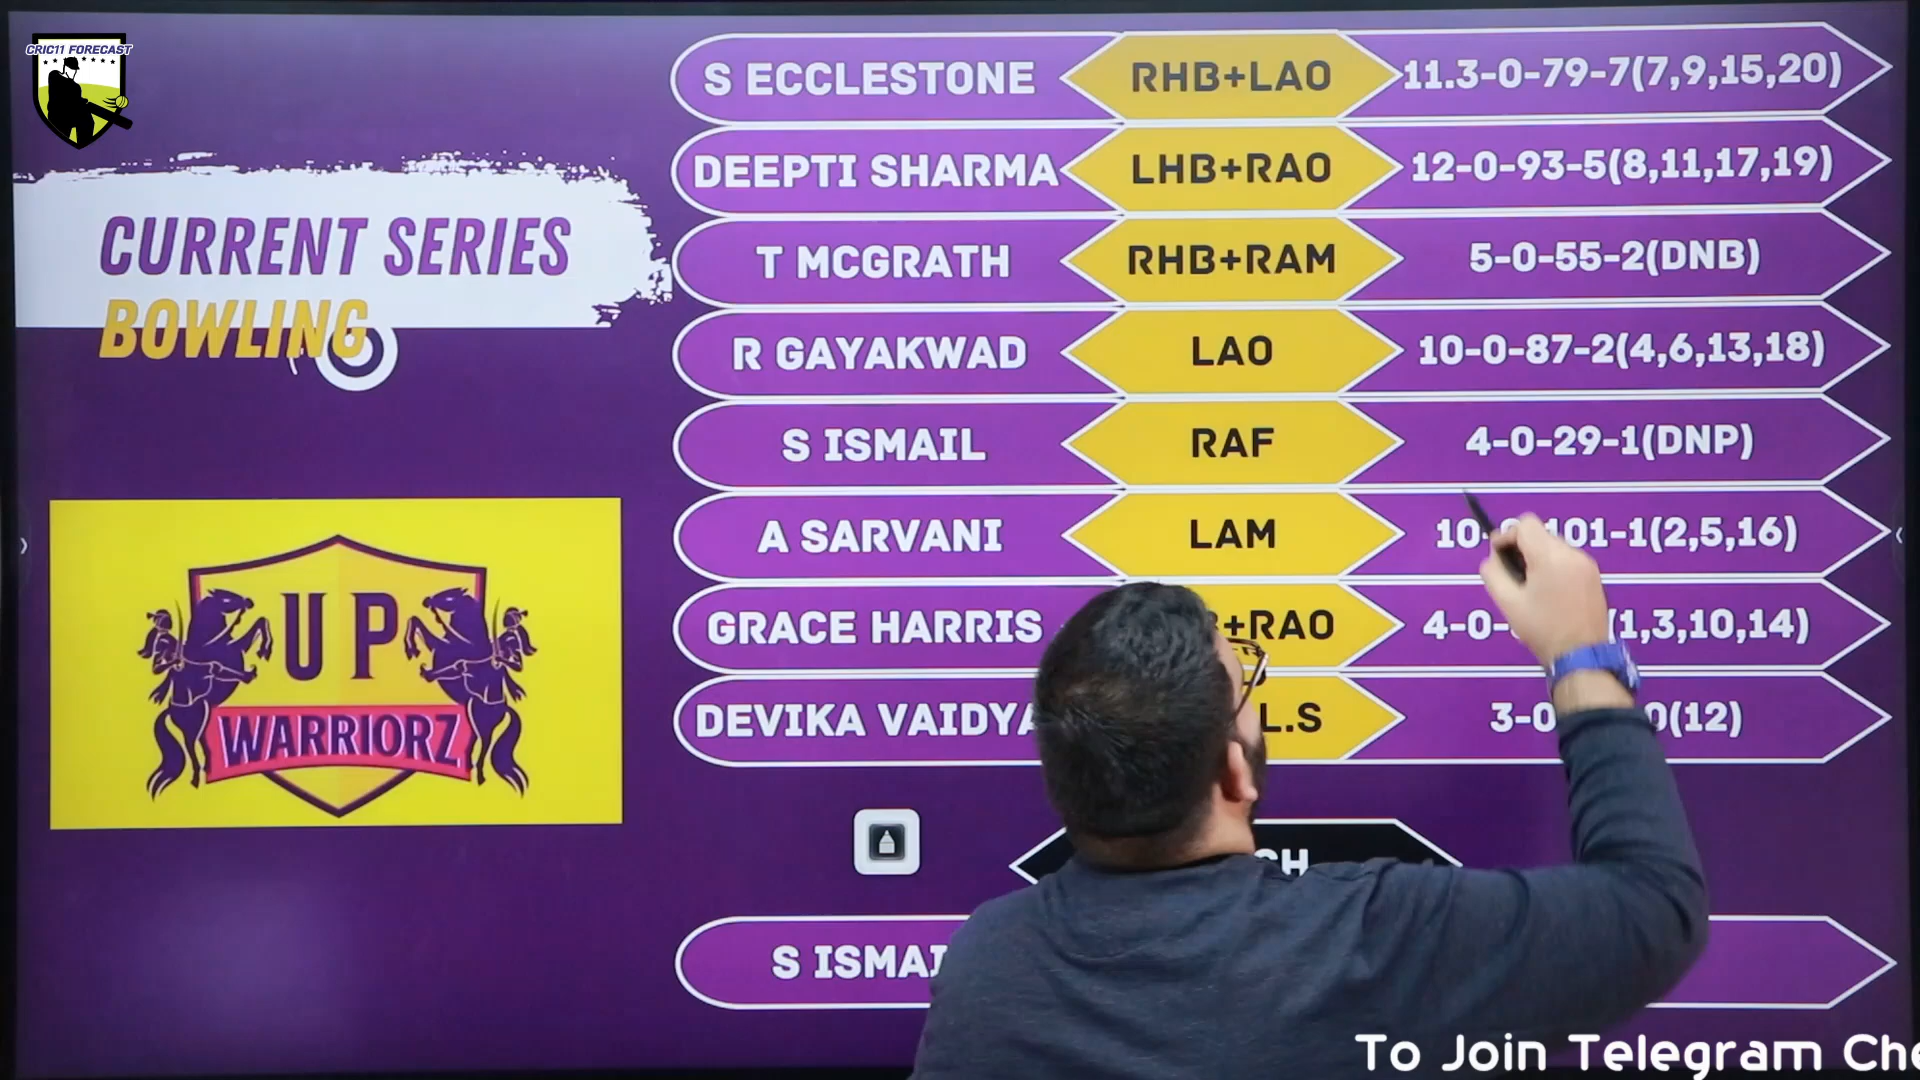 CRIC11 FORECAST
S ECCLESTONE RHB+LAO 11.3-0-79-7(7,9,15,20)
DEEPTI SHARMA LHB+RAO 12-0-93-5(8,11,17,19)
CURRENT SERIES
BOWLING
T MCGRATH RHB+RAM 5-0-55-2(DNB)
R GAYAKWAD LAO 10-0-87-2(4,6,13,18)
S ISMAIL RAF 4-0-29-1(DNP)
A SARVANI LAM 101-1(2,5,16)
GRACE HARRIS +RAO 4-0- (1,3,10,14)
DEVIKA VAIDYA L.S 3-0 0(12)
UP
WARRIORZ
S ISMAI
To Join Telegram Ch